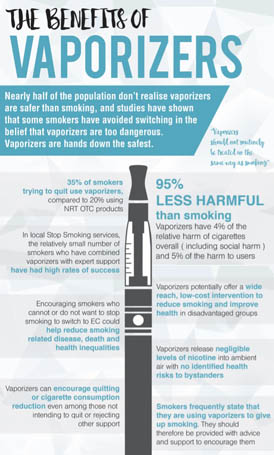 THE BENEFITS OF
VAPORIZERS
Nearly half of the population don't realise vaporizers
are safer than smoking, and studies have shown
that some smokers have avoided switching in the
belief that vaporizers are too dangerous.
Vaporizers are hands down the safest.
"Vaporizers
should not routinely
be treated in the
same way as smoking"
35% of smokers
trying to quit use vaporizers,
compared to 20% using
NRT OTC products
95%
LESS HARMFUL
than smoking
Vaporizers have 4% of the
relative harm of cigarettes
overall ( including social harm )
and 5% of the harm to users
In local Stop Smoking services,
the relatively small number of
smokers who have combined
vaporizers with expert support
have had high rates of success
Vaporizers potentially offer a wide
reach, low-cost intervention to
reduce smoking and improve
health in disadvantaged groups
Encouraging smokers who
cannot or do not want to stop
smoking to switch to EC could
help reduce smoking
related disease, death and
health inequalities
Vaporizers release negligible
levels of nicotine into ambient
air with no identified health
risks to bystanders
Vaporizers can encourage quitting
or cigarette consumption
reduction even among those not
intending to quit or rejecting
other support
Smokers frequently state that
they are using vaporizers to give
up smoking. They should
therefore be provided with advice
and support to encourage them